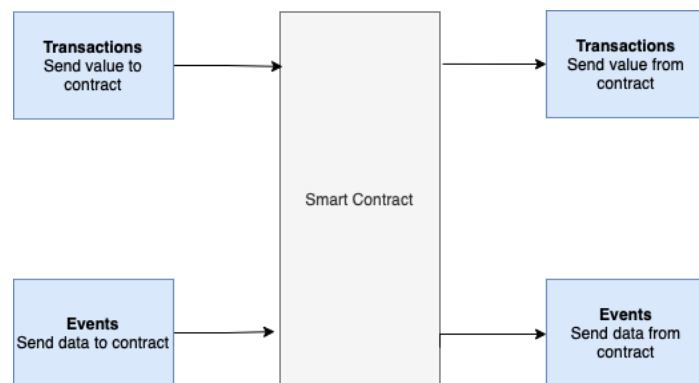 Transactions
Send value to
contract
Transactions
Send value from
contract
Smart Contract
Events
Send data to contract
Events
Send data from
contract